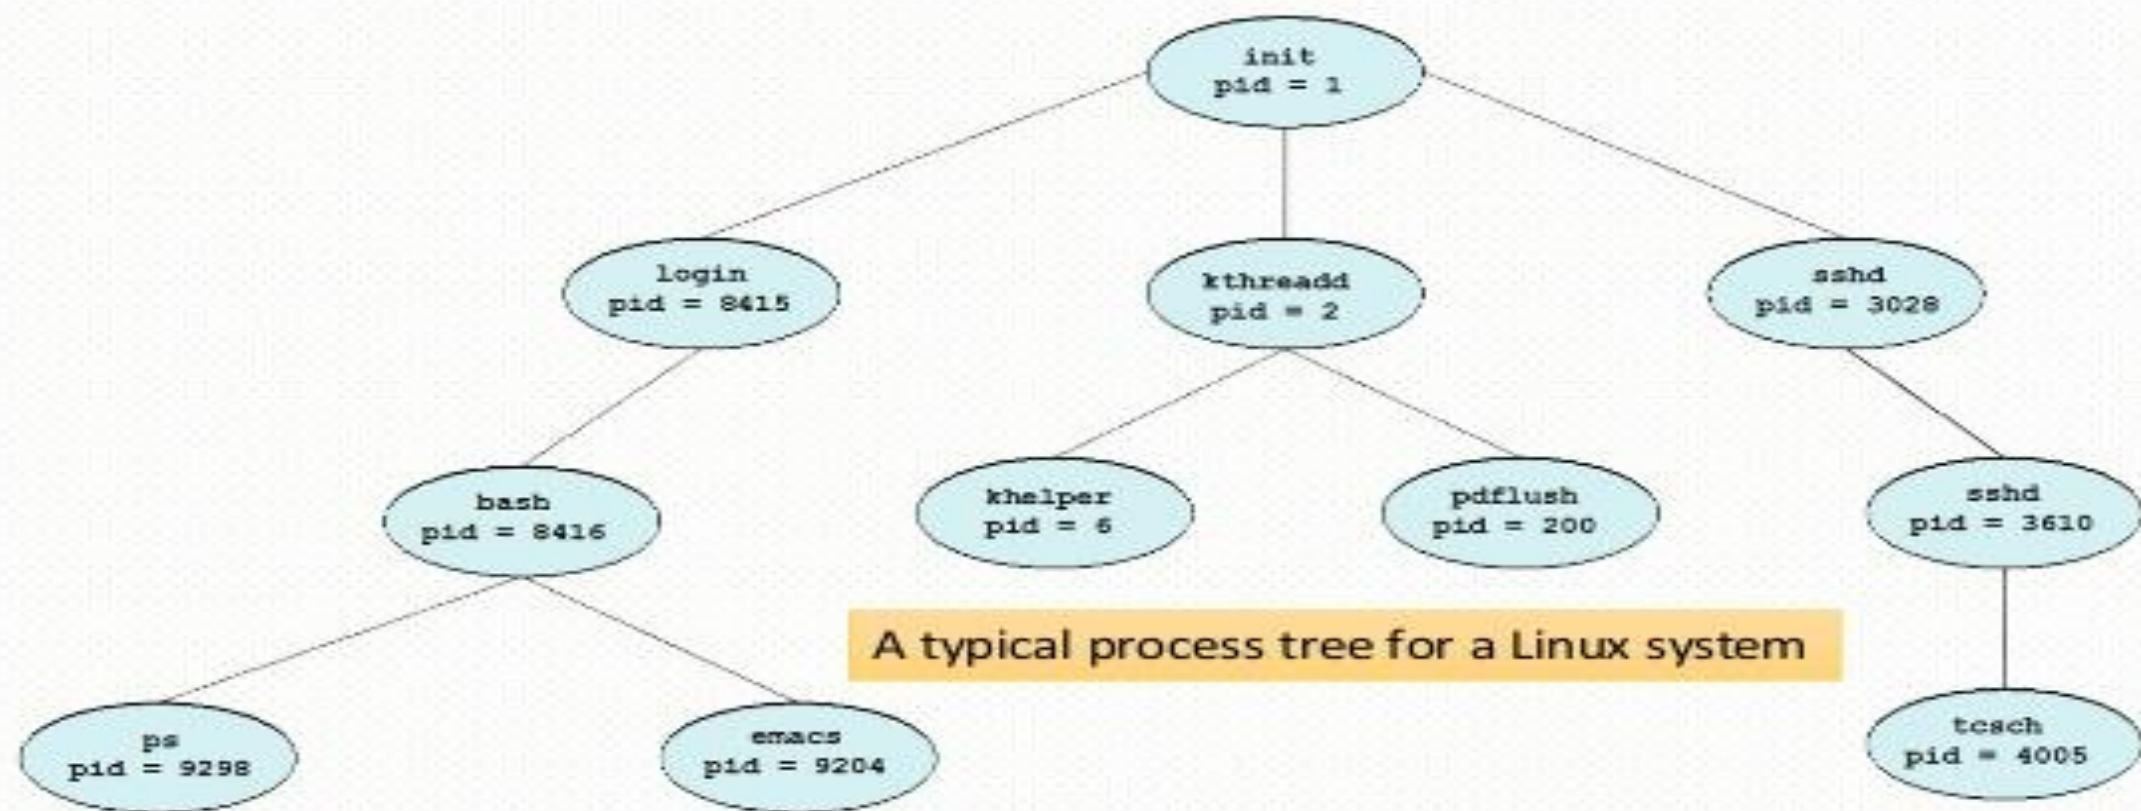 init
pid = 1
login
pid = 8415
kthreadd
pid = 2
sshd
pid = 3028
bash
pid = 8416
khelper
pid = 6
pdflush
pid = 200
sshd
pid = 3610
A typical process tree for a Linux system
ps
pid = 9298
emacs
pid = 9204
tcsch
pid = 4005